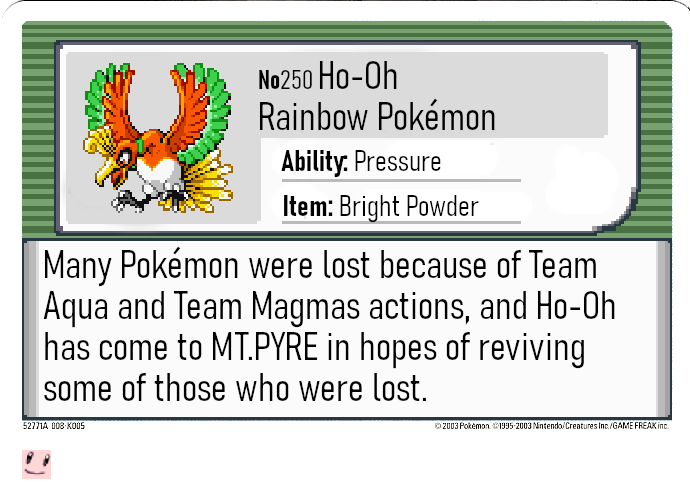 No250 Ho-Oh
Rainbow Pokémon
Ability: Pressure
Item: Bright Powder
Many Pokémon were lost because of Team
Aqua and Team Magmas actions, and Ho-Oh
has come to MT.PYRE in hopes of reviving
some of those who were lost.
52771A 008-K005
© 2003 Pokémon. ©1995-2003 Nintendo/Creatures Inc./GAME FREAK inc.